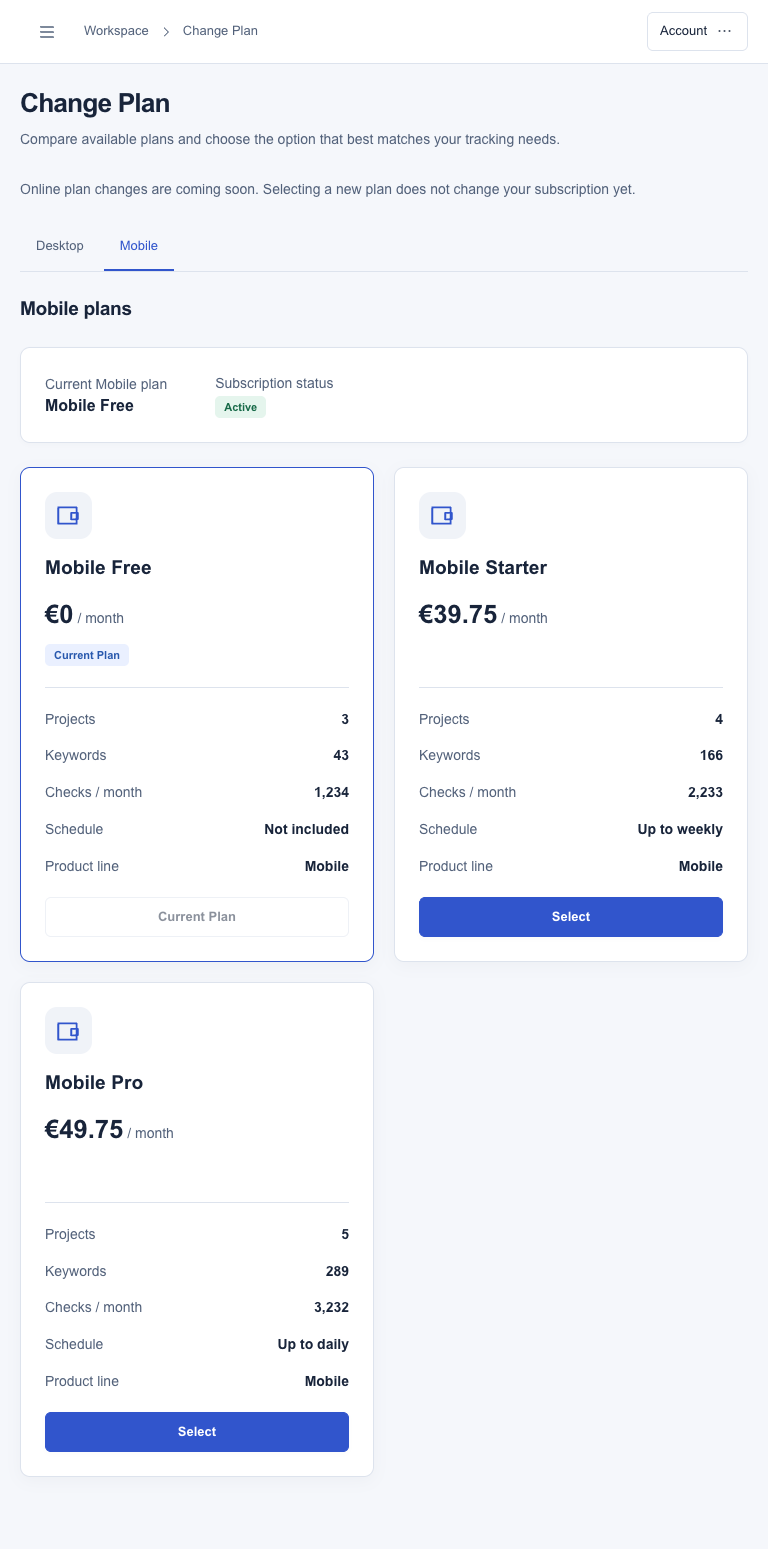 Workspace > Change Plan
Account ...
Change Plan
Compare available plans and choose the option that best matches your tracking needs.
Online plan changes are coming soon. Selecting a new plan does not change your subscription yet.
Desktop Mobile
Mobile plans
Current Mobile plan
Mobile Free
Subscription status
Active
Mobile Free
€0 / month
Current Plan
Projects 3
Keywords 43
Checks / month 1,234
Schedule Not included
Product line Mobile
Current Plan
Mobile Starter
€39.75 / month
Projects 4
Keywords 166
Checks / month 2,233
Schedule Up to weekly
Product line Mobile
Select
Mobile Pro
€49.75 / month
Projects 5
Keywords 289
Checks / month 3,232
Schedule Up to daily
Product line Mobile
Select